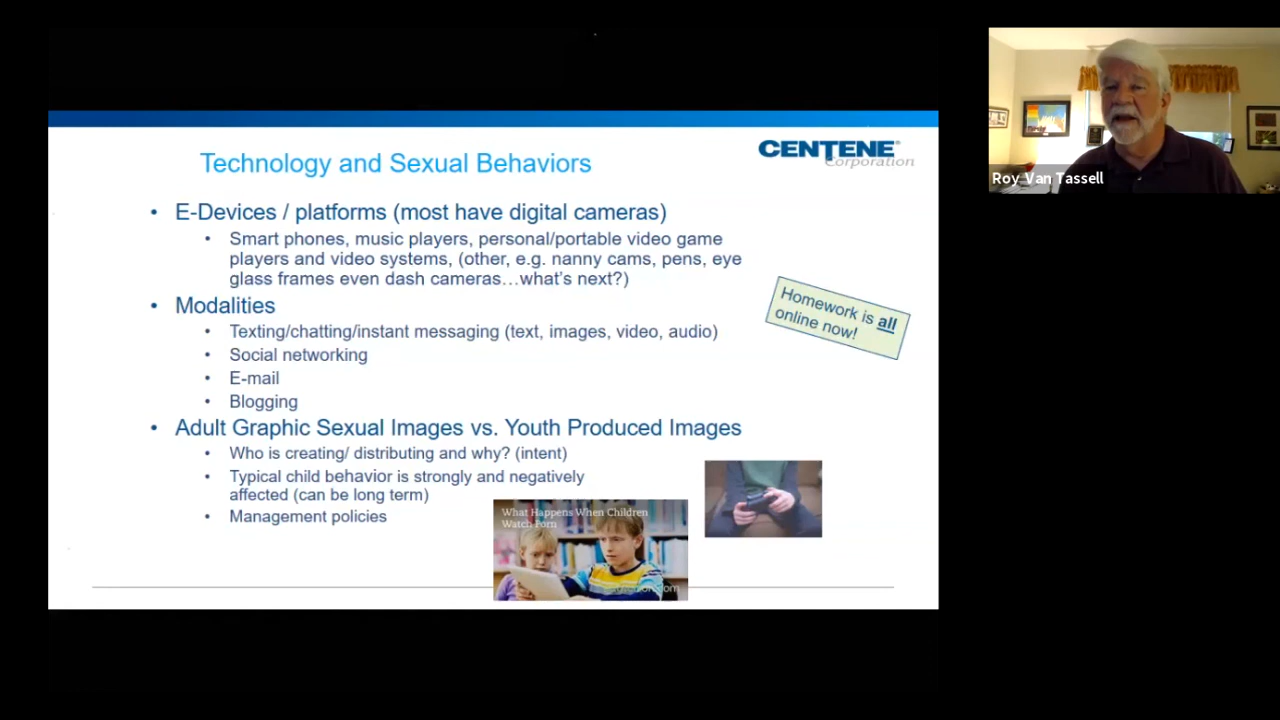 Technology and Sexual Behaviors
CENTENE®
Corporation
• E-Devices / platforms (most have digital cameras)
• Smart phones, music players, personal/portable video game
players and video systems, (other, e.g. nanny cams, pens, eye
glass frames even dash cameras…what's next?)
• Modalities
• Texting/chatting/instant messaging (text, images, video, audio)
• Social networking
• E-mail
• Blogging
Homework is all
online now!
• Adult Graphic Sexual Images vs. Youth Produced Images
• Who is creating/ distributing and why? (intent)
• Typical child behavior is strongly and negatively
affected (can be long term)
• Management policies
What Happens When Children
Watch Porn
Roy Van Tassell